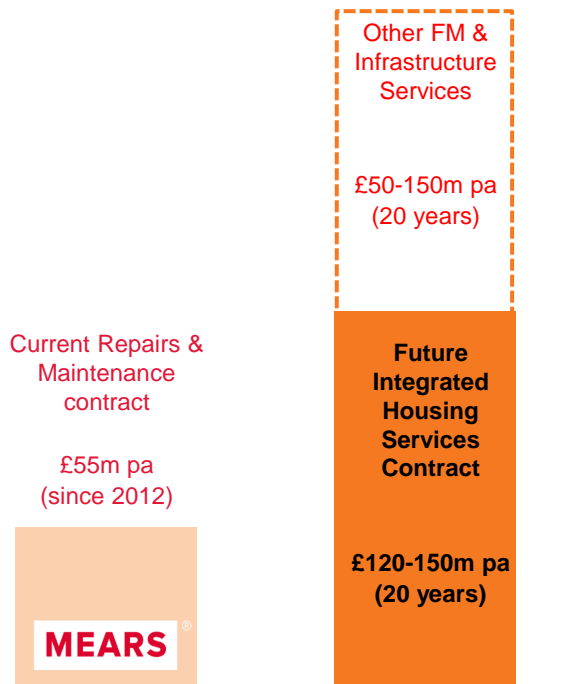 Other FM &
Infrastructure
Services
£50-150m pa
(20 years)
Current Repairs &
Maintenance
contract
£55m pa
(since 2012)
MEARS®
Future
Integrated
Housing
Services
Contract
£120-150m pa
(20 years)